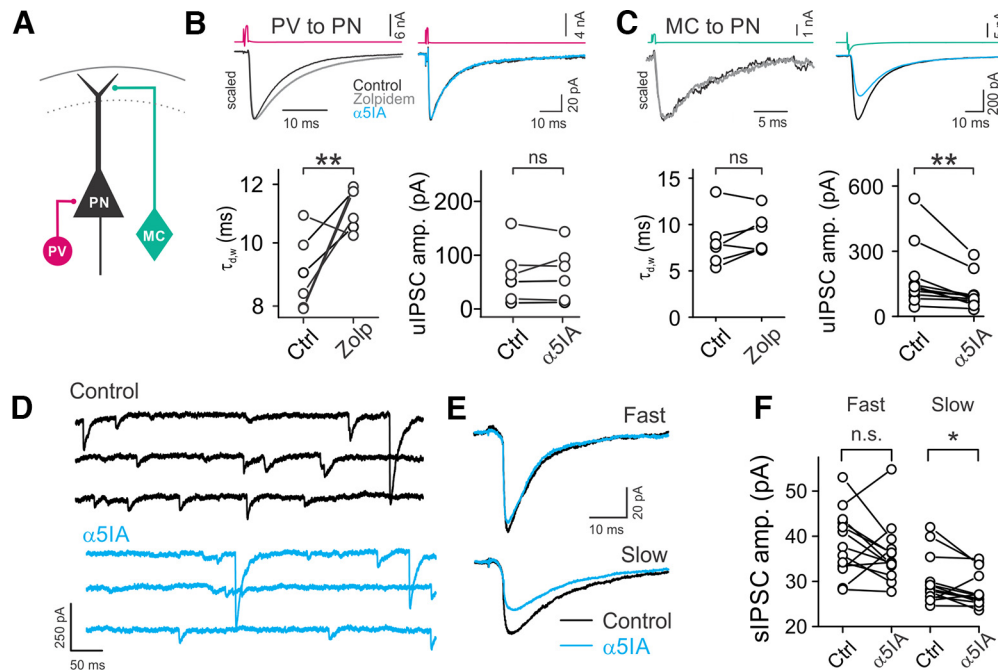 A
PN
PV
MC
B
PV to PN
6 nA
4 nA
scaled
Control
Zolpidem
α5IA
10 ms
20 pA
10 ms
**
12
10
8
τd,w (ms)
Ctrl
Zolp
ns
200
100
0
uIPSC amp. (pA)
Ctrl
α5IA
C
MC to PN
1 nA
scaled
5 ms
200 pA
10 ms
ns
15
10
5
0
τd,w (ms)
Ctrl
Zolp
**
600
300
0
uIPSC amp. (pA)
Ctrl
α5IA
D
Control
α5IA
250 pA
50 ms
E
Fast
20 pA
10 ms
Slow
Control
α5IA
F
Fast
Slow
n.s.
*
50
40
30
20
sIPSC amp. (pA)
Ctrl
α5IA
Ctrl
α5IA